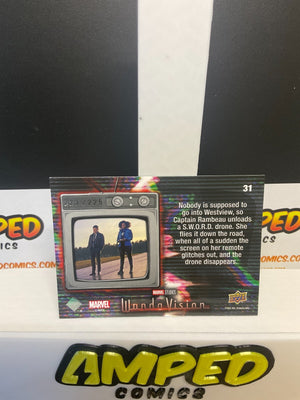 31
Nobody is supposed to
go into Westview, so
Captain Rambeau unloads
a S.W.O.R.D. drone. She
flies it down the road,
when all of a sudden the
screen on her remote
glitches out, and the
drone disappears.
MARVEL
MARVEL STUDIOS
WandaVision
UPPER DECK
AMPED
COMICS
AMPED
COMICS